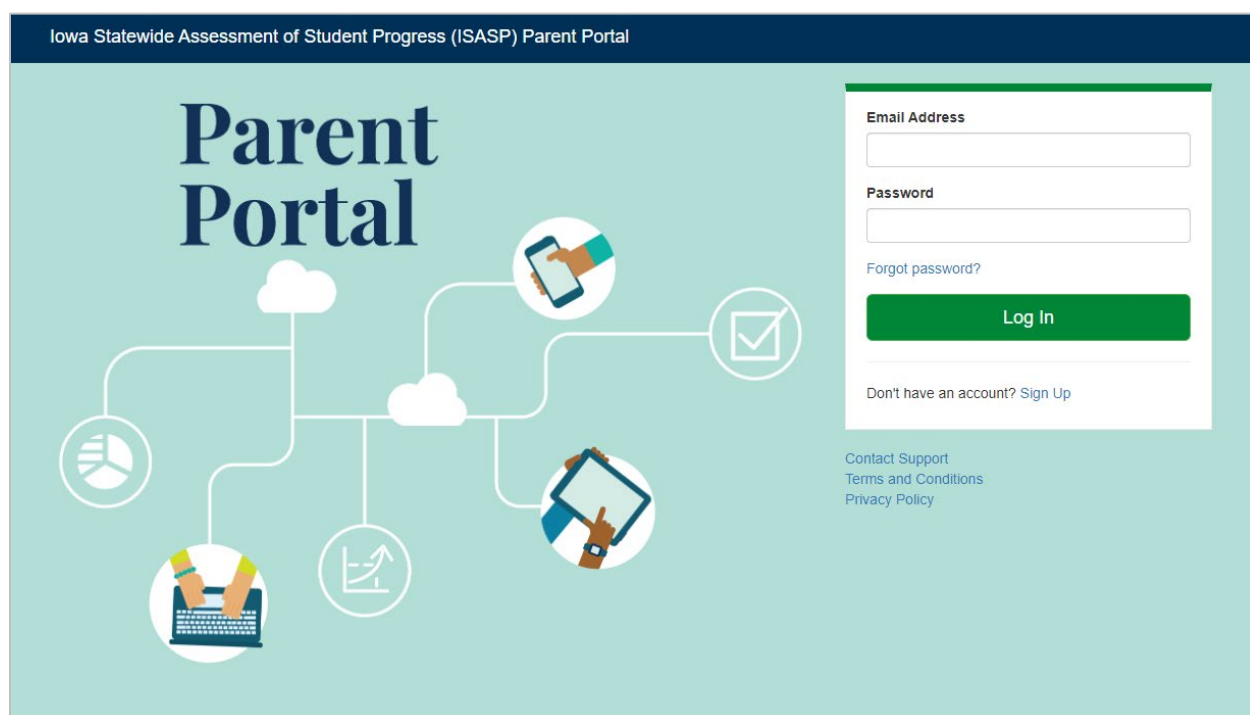 Iowa Statewide Assessment of Student Progress (ISASP) Parent Portal
Parent
Portal
Email Address
Password
Forgot password?
Log In
Don't have an account? Sign Up
Contact Support
Terms and Conditions
Privacy Policy